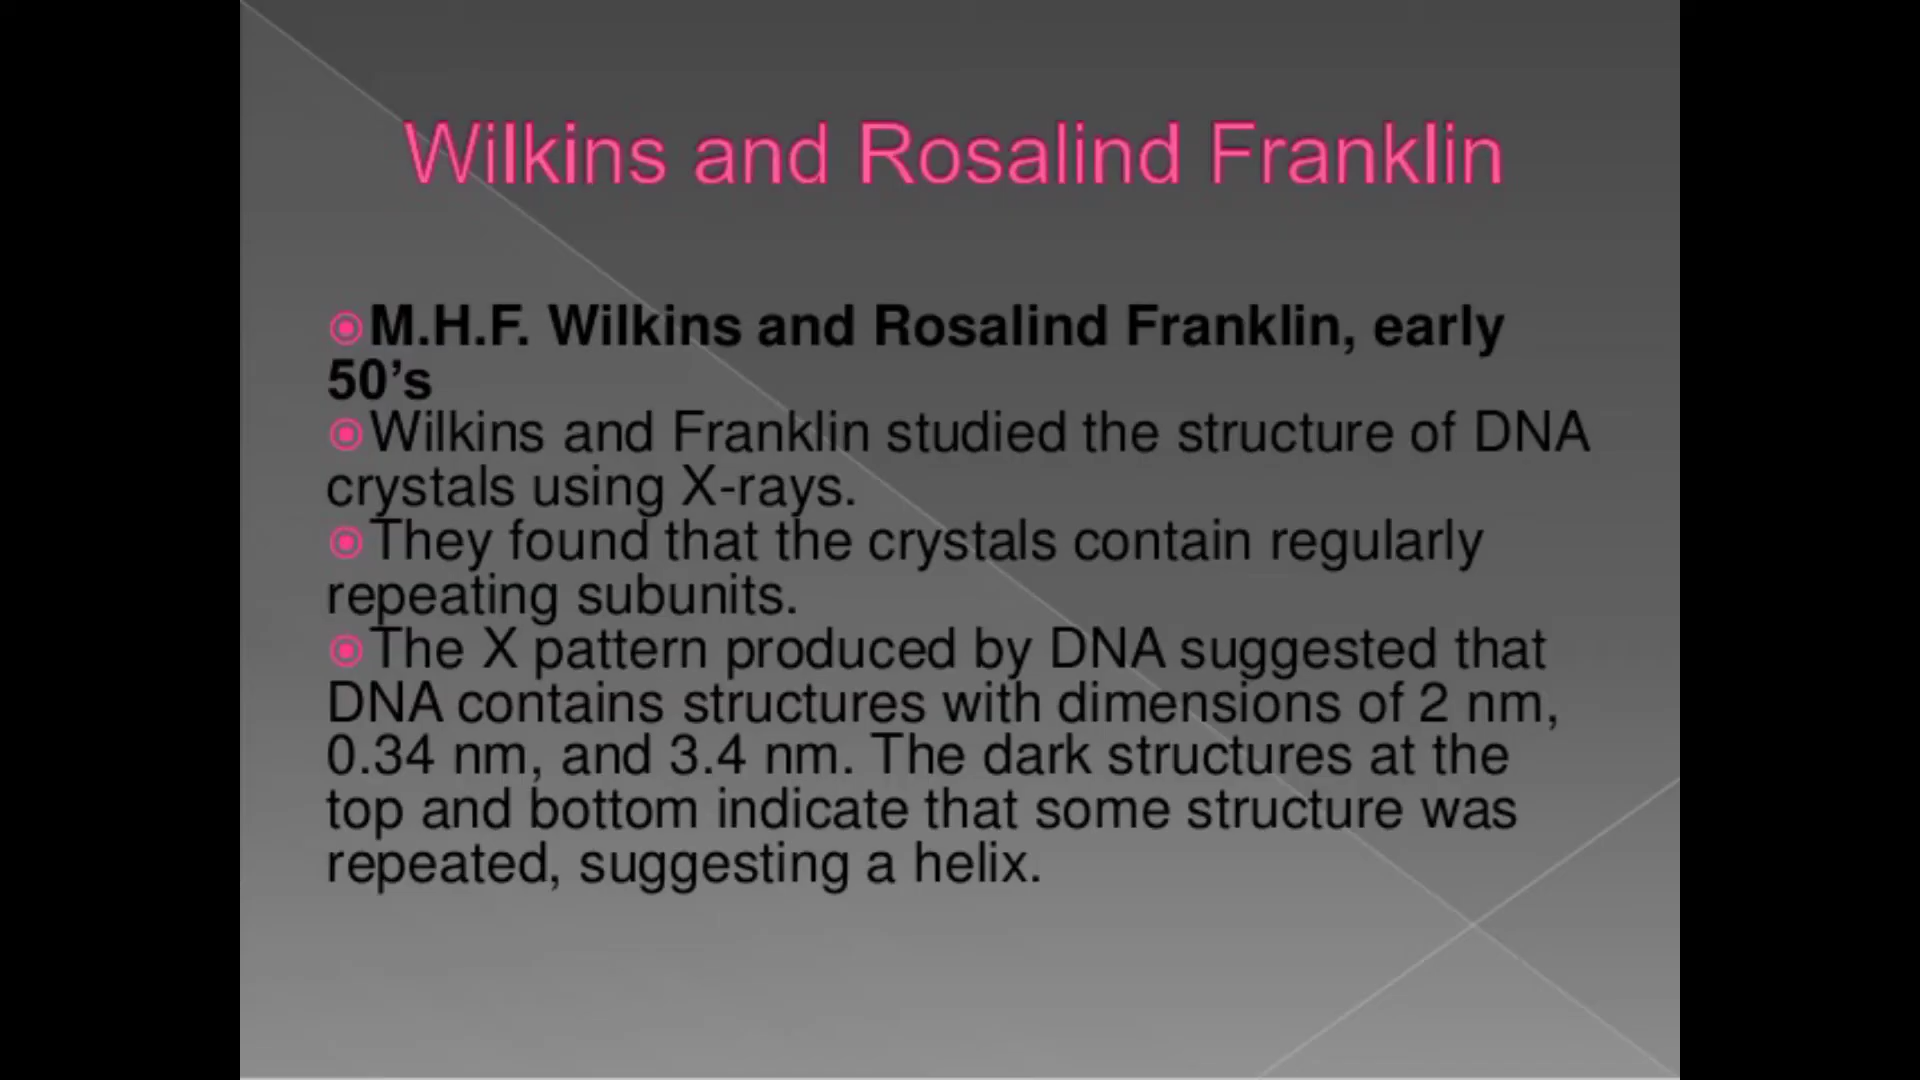 Wilkins and Rosalind Franklin
M.H.F. Wilkins and Rosalind Franklin, early
50’s
Wilkins and Franklin studied the structure of DNA
crystals using X-rays.
They found that the crystals contain regularly
repeating subunits.
The X pattern produced by DNA suggested that
DNA contains structures with dimensions of 2 nm,
0.34 nm, and 3.4 nm. The dark structures at the
top and bottom indicate that some structure was
repeated, suggesting a helix.